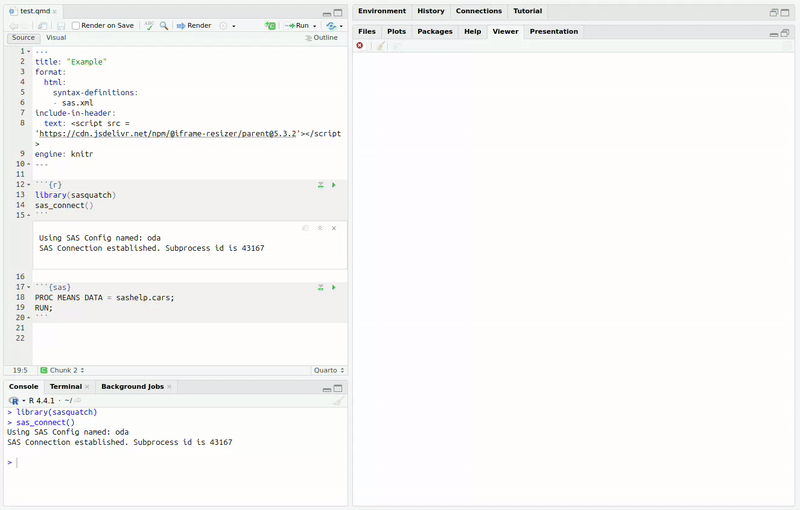 test.qmd
Render on Save
ABC
Render
Run
Source
Visual
Outline
1 ---
2 title: "Example"
3 format:
4   html:
5     syntax-definitions:
6     - sas.xml
7 include-in-header:
8   text: <script src =
'https://cdn.jsdelivr.net/npm/@iframe-resizer/parent@5.3.2'></script
>
9 engine: knitr
10 ---
11
12 ```{r}
13 library(sasquatch)
14 sas_connect()
15 ```
Using SAS Config named: oda
SAS Connection established. Subprocess id is 43167
16
17 ```{sas}
18 PROC MEANS DATA = sashelp.cars;
19 RUN;
20 ```
21
22
19:5
C Chunk 2
Quarto
Console
Terminal
Background Jobs
R 4.4.1 · ~/
> library(sasquatch)
> sas_connect()
Using SAS Config named: oda
SAS Connection established. Subprocess id is 43167
>
Environment
History
Connections
Tutorial
Files
Plots
Packages
Help
Viewer
Presentation